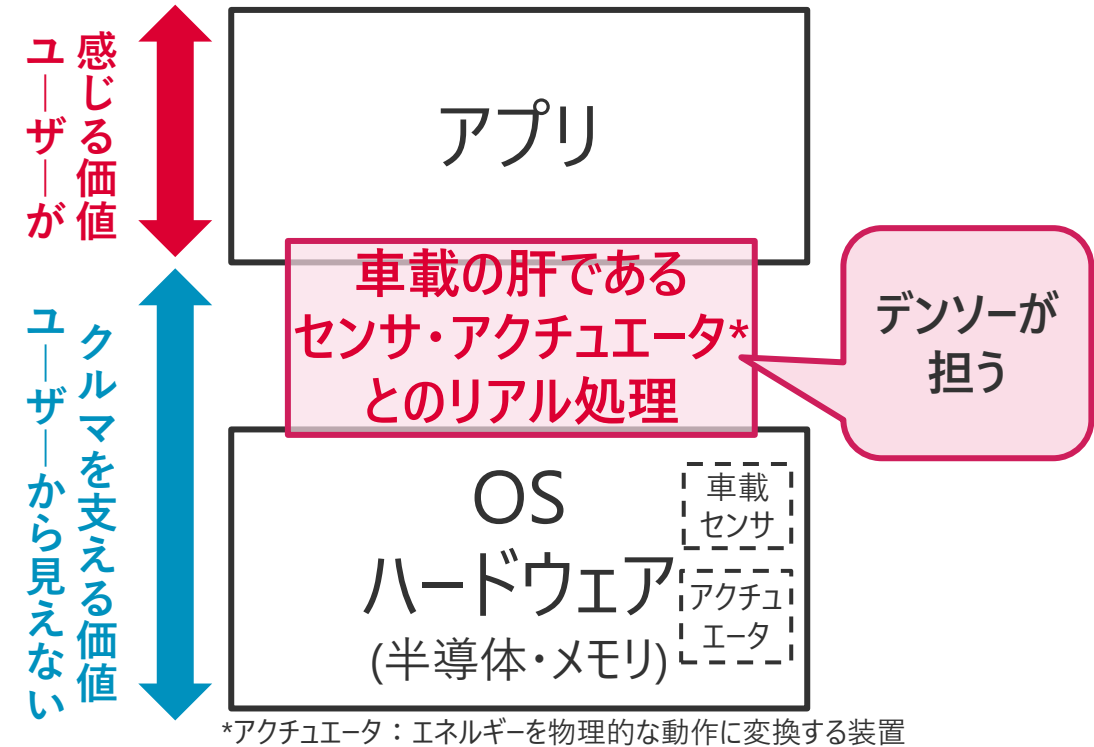 ユーザーが
感じる価値
アプリ
車載の肝である
センサ・アクチュエータ*
とのリアル処理
デンソーが
担う
ユーザーから見えない
クルマを支える価値
OS
ハードウェア
(半導体・メモリ)
車載
センサ
アクチュ
エータ
*アクチュエータ：エネルギーを物理的な動作に変換する装置